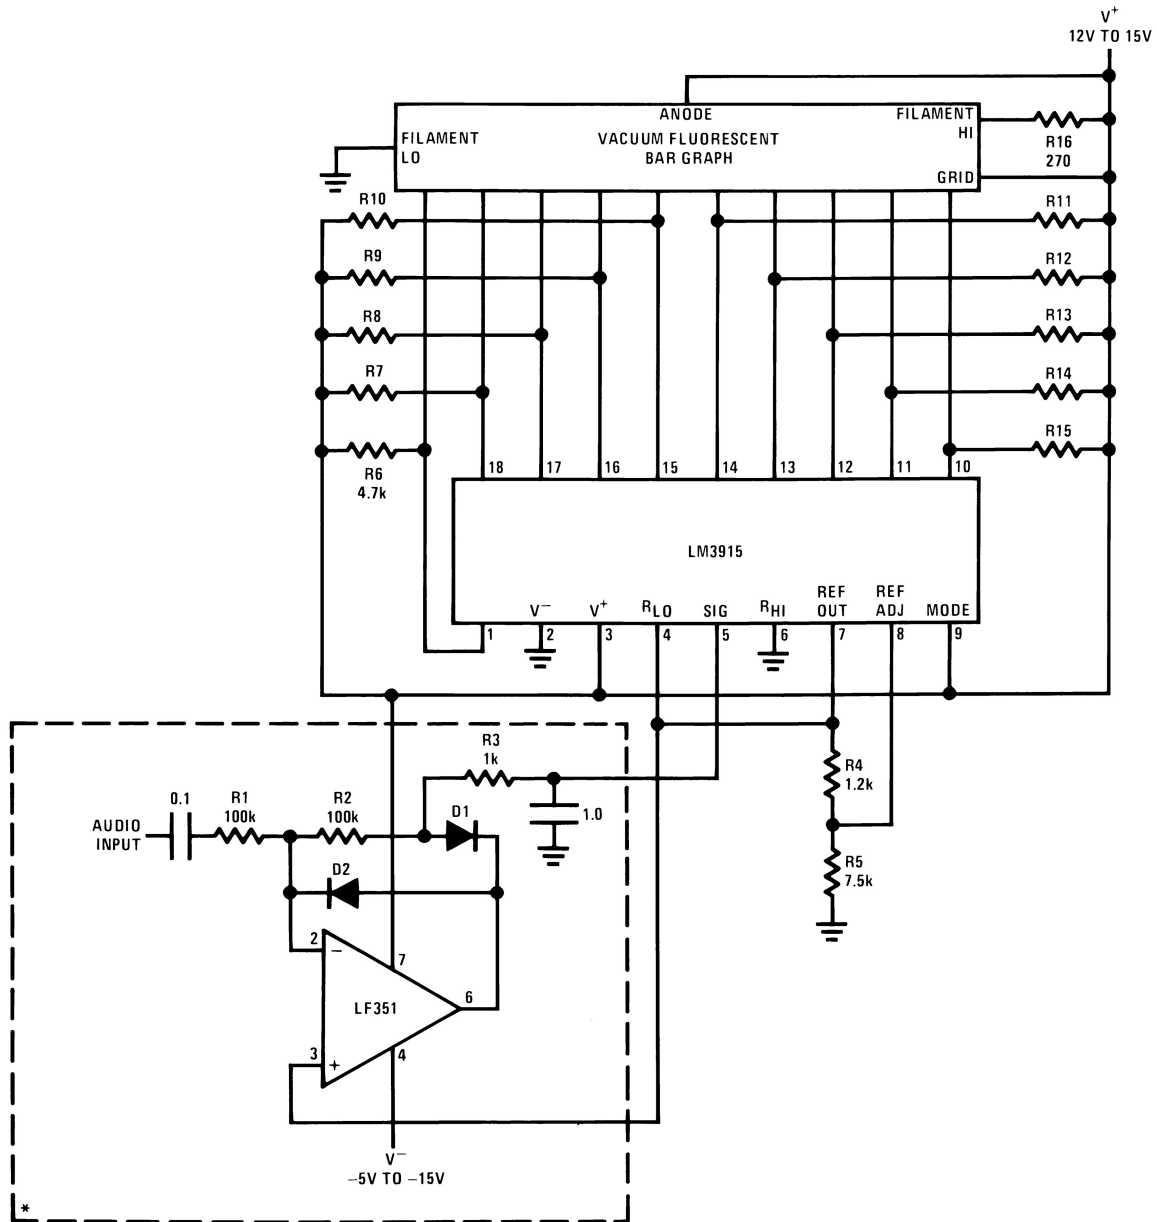 V+
12V TO 15V
ANODE
FILAMENT
HI
FILAMENT
LO
VACUUM FLUORESCENT
BAR GRAPH
R16
270
GRID
R10
R11
R9
R12
R8
R13
R7
R14
R6
4.7k
R15
18
17
16
15
14
13
12
11
10
LM3915
V−
V+
RLO
SIG
RHI
REF
OUT
REF
ADJ
MODE
1
2
3
4
5
6
7
8
9
R3
1k
R4
1.2k
0.1
R1
100k
R2
100k
D1
1.0
AUDIO
INPUT
D2
R5
7.5k
2
−
7
LF351
6
3
+
4
V−
−5V TO −15V
*